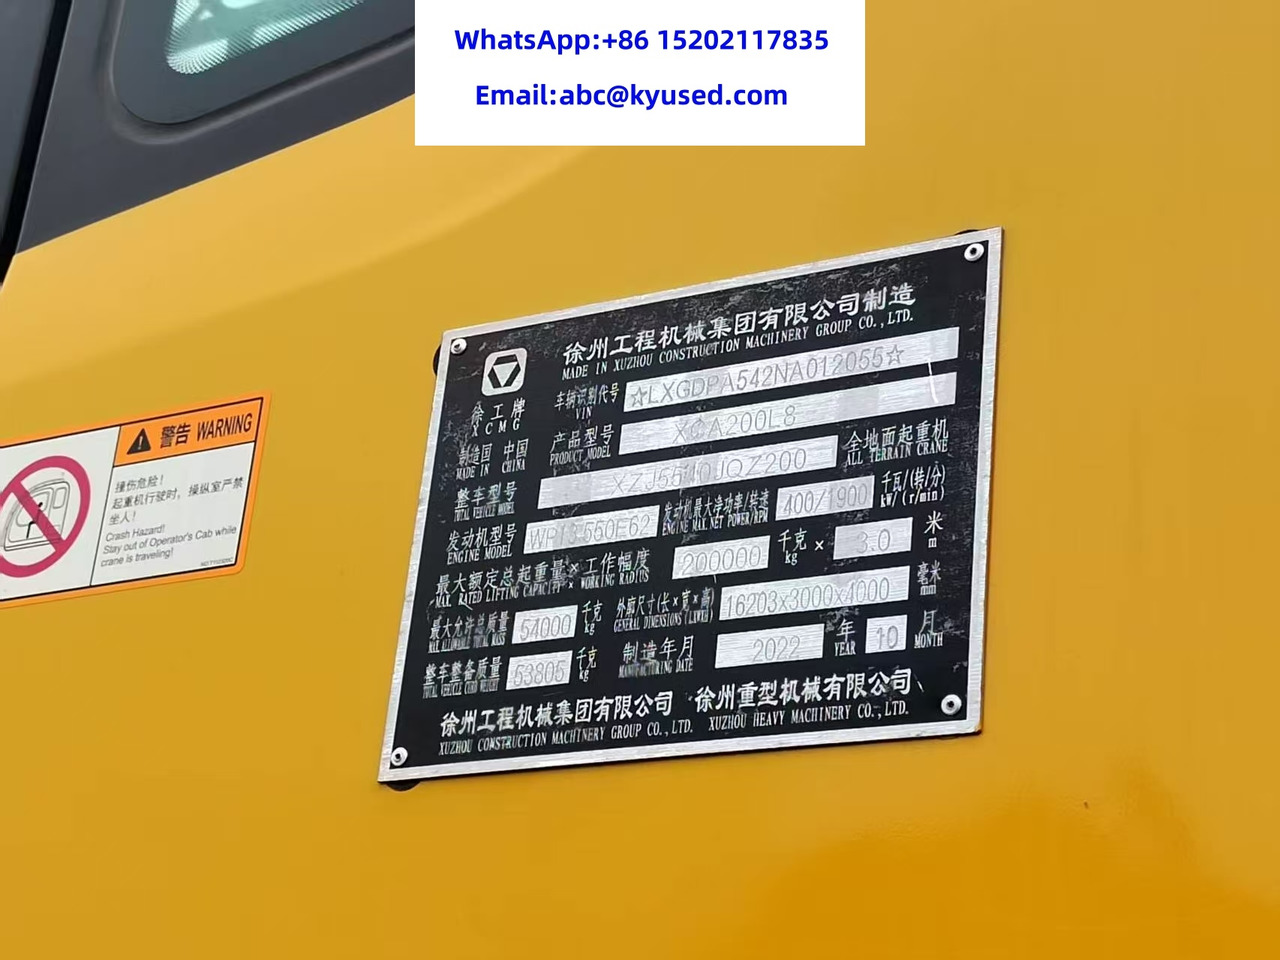 WhatsApp:+86 15202117835
Email:abc@kyused.com
徐州工程机械集团有限公司制造
MADE IN XUZHOU CONSTRUCTION MACHINERY GROUP CO.,LTD.
徐工牌
XCMG
车辆识别代号
VIN
☆LXGDPA542NA012055☆
制造国 中国
MADE IN CHINA
产品型号
PRODUCT MODEL
XCA200L8
整车型号
TOTAL VEHICLE MODEL
XZJ5540JQZ200
全地面起重机
ALL TERRAIN CRANE
发动机型号
ENGINE MODEL
WP13.550E62
发动机最大净功率/转速
ENGINE MAX.NET POWER/RPM
400/1900
千瓦/(转/分)
kW/(r/min)
最大额定总起重量×工作幅度
MAX. RATED LIFTING CAPACITY × WORKING RADIUS
200000
千克
kg
×
3.0
米
m
最大允许总质量
MAX ALLOWABLE TOTAL MASS
54000
千克
kg
外廓尺寸(长×宽×高)
GENERAL DIMENSIONS (LXWXH)
16203x3000x4000
毫米
mm
整车整备质量
TOTAL VEHICLE CURB WEIGHT
53805
千克
kg
制造年月
MANUFACTURING DATE
2022
年
YEAR
10
月
MONTH
徐州工程机械集团有限公司 徐州重型机械有限公司
XUZHOU CONSTRUCTION MACHINERY GROUP CO.,LTD. XUZHOU HEAVY MACHINERY CO.,LTD.
警告 WARNING
撞伤危险!
起重机行驶时，操纵室严禁
坐人!
Crash Hazard!
Stay out of Operator's Cab while
crane is traveling!